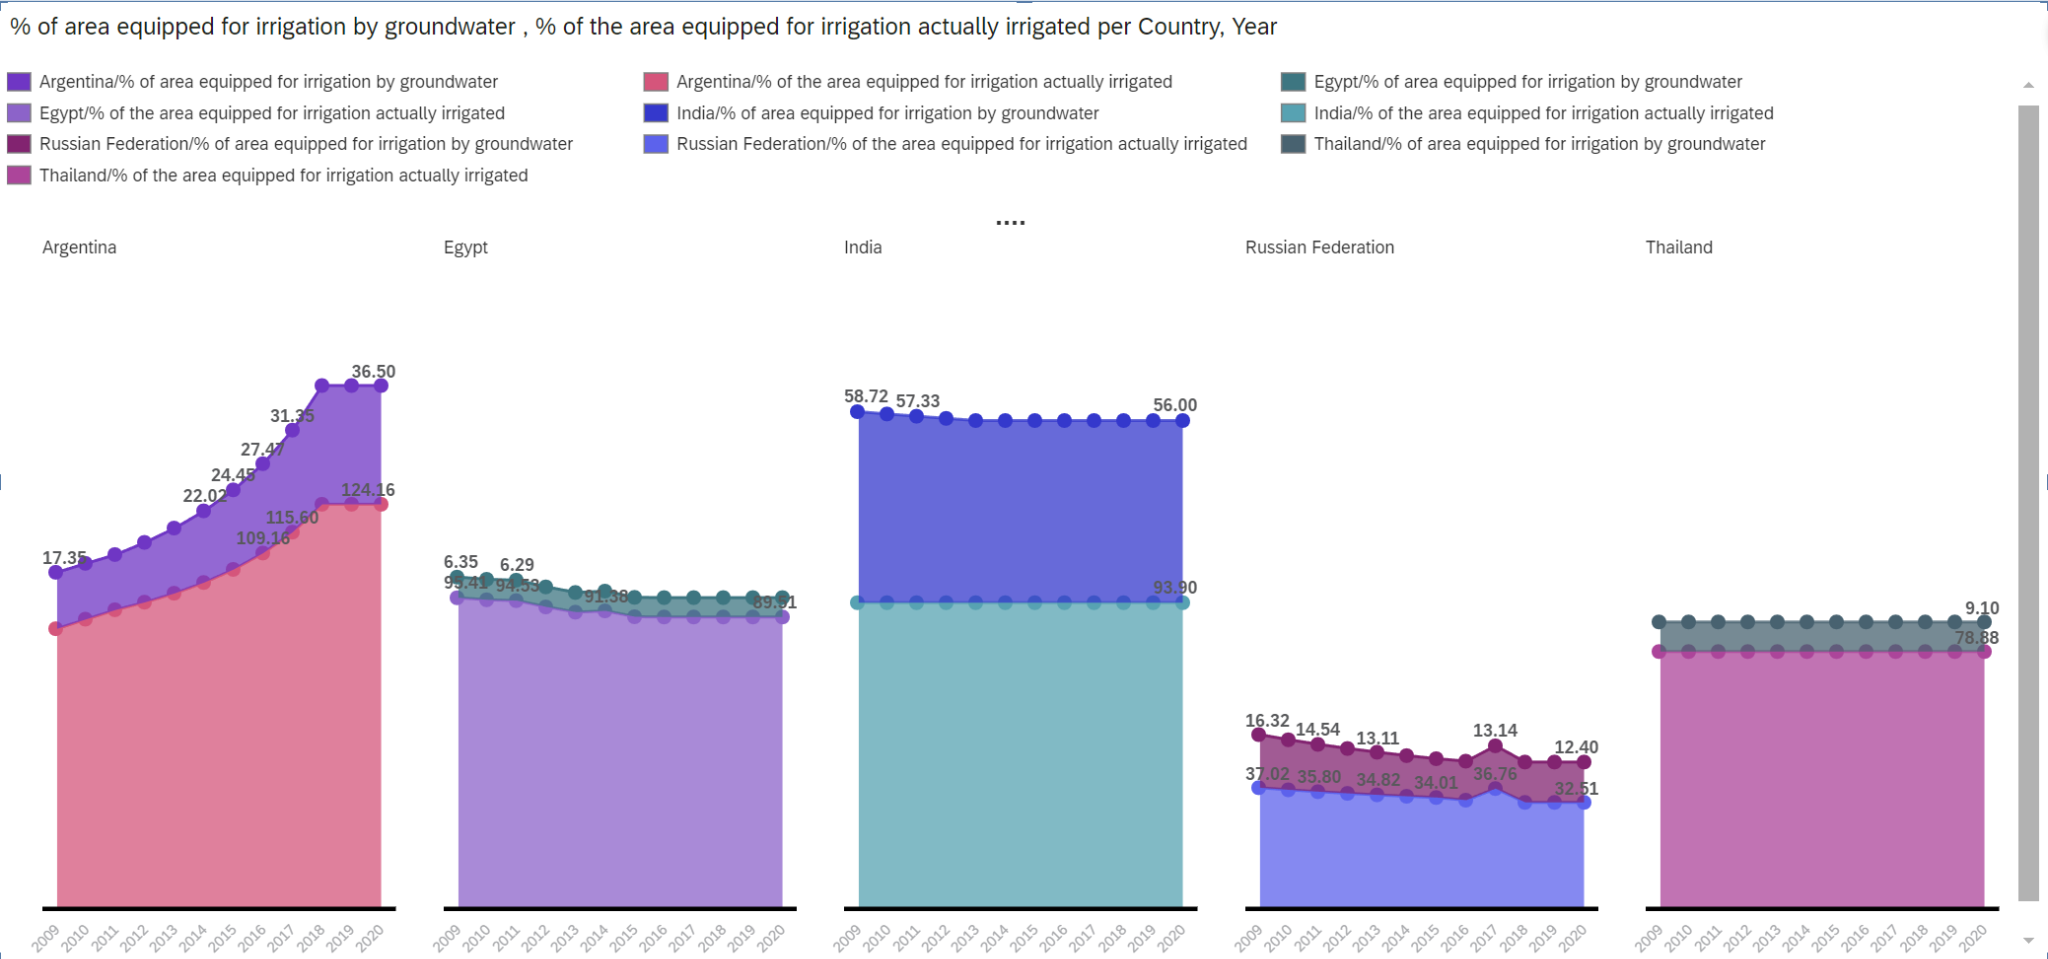 % of area equipped for irrigation by groundwater , % of the area equipped for irrigation actually irrigated per Country, Year
Argentina/% of area equipped for irrigation by groundwater
Argentina/% of the area equipped for irrigation actually irrigated
Egypt/% of area equipped for irrigation by groundwater
Egypt/% of the area equipped for irrigation actually irrigated
India/% of area equipped for irrigation by groundwater
India/% of the area equipped for irrigation actually irrigated
Russian Federation/% of area equipped for irrigation by groundwater
Russian Federation/% of the area equipped for irrigation actually irrigated
Thailand/% of area equipped for irrigation by groundwater
Thailand/% of the area equipped for irrigation actually irrigated
....
Argentina
36.50
31.35
27.47
24.45
22.02
17.35
124.16
115.60
109.16
2009 2010 2011 2012 2013 2014 2015 2016 2017 2018 2019 2020
Egypt
6.35 6.29
95.41 94.53 91.38 89.51
2009 2010 2011 2012 2013 2014 2015 2016 2017 2018 2019 2020
India
58.72 57.33 56.00
93.90
2009 2010 2011 2012 2013 2014 2015 2016 2017 2018 2019 2020
Russian Federation
16.32 14.54 13.11 13.14 12.40
37.02 35.80 34.82 34.01 36.76 32.51
2009 2010 2011 2012 2013 2014 2015 2016 2017 2018 2019 2020
Thailand
9.10
78.88
2009 2010 2011 2012 2013 2014 2015 2016 2017 2018 2019 2020